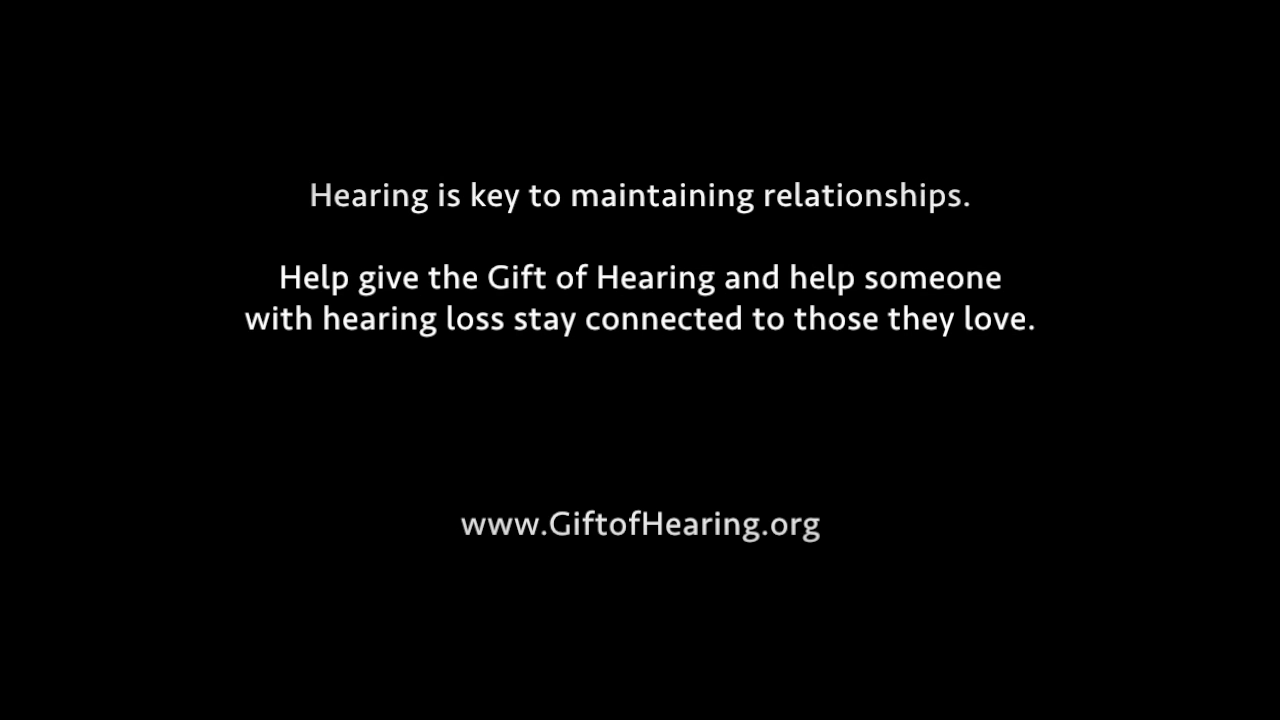 Hearing is key to maintaining relationships.
Help give the Gift of Hearing and help someone
with hearing loss stay connected to those they love.
www.GiftofHearing.org